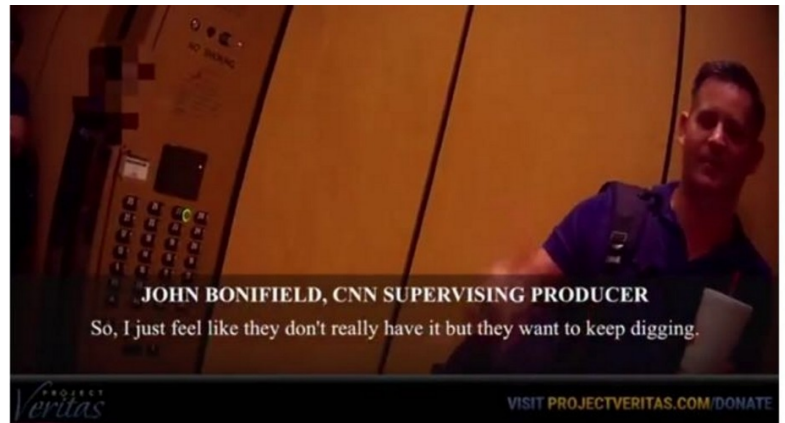 NO SMOKING
JOHN BONIFIELD, CNN SUPERVISING PRODUCER
So, I just feel like they don't really have it but they want to keep digging.
PROJECT
Veritas
VISIT PROJECTVERITAS.COM/DONATE